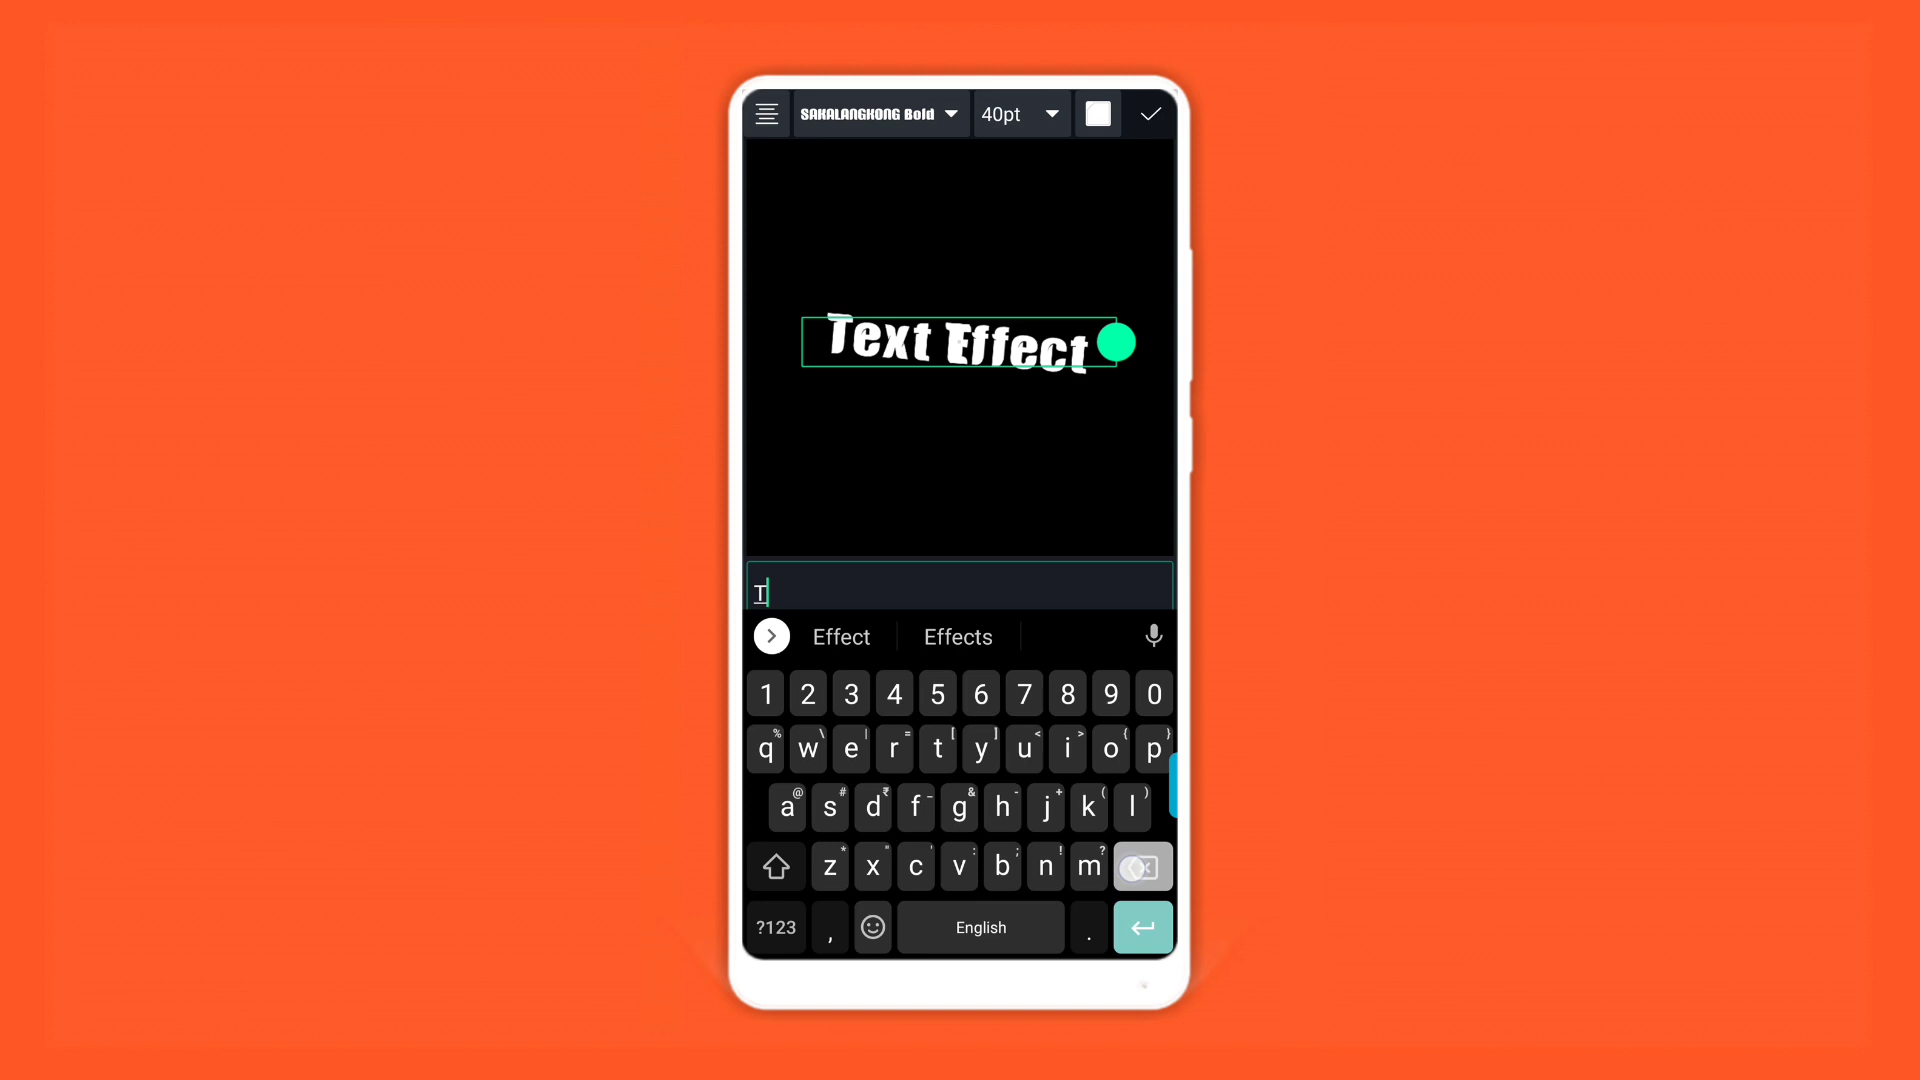 SAKALANGKONG Bold 40pt
Text Effect
T
Effect Effects
1 2 3 4 5 6 7 8 9 0
% \ | = [ ] < > { }
q w e r t y u i o p
@ # ₹ _ & - + ( )
a s d f g h j k l
* " ' : ; ! ?
z x c v b n m
?123 , English .